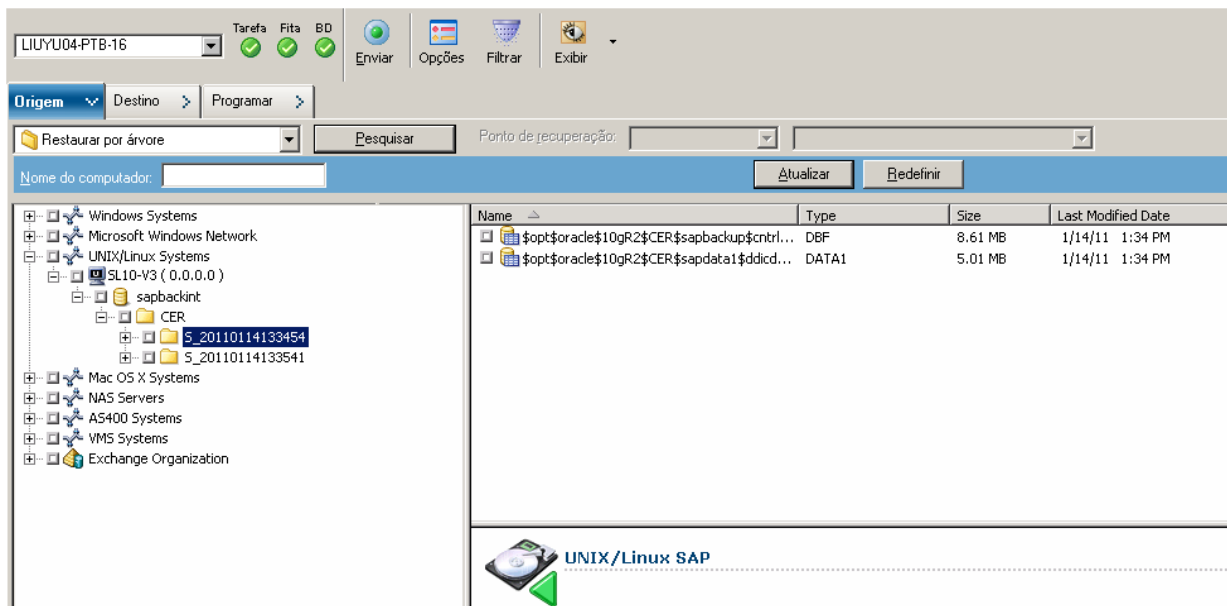 Tarefa Fita BD
LIUYU04-PTB-16
Enviar Opções Filtrar Exibir
Origem Destino Programar
Restaurar por árvore Pesquisar Ponto de recuperação:
Nome do computador: Atualizar Redefinir
Windows Systems
Microsoft Windows Network
UNIX/Linux Systems
SL10-V3 ( 0.0.0.0 )
sapbackint
CER
S_20110114133454
S_20110114133541
Mac OS X Systems
NAS Servers
AS400 Systems
VMS Systems
Exchange Organization
Name Type Size Last Modified Date
$opt$oracle$10gR2$CER$sapbackup$cntrl... DBF 8.61 MB 1/14/11 1:34 PM
$opt$oracle$10gR2$CER$sapdata1$ddicd... DATA1 5.01 MB 1/14/11 1:34 PM
UNIX/Linux SAP